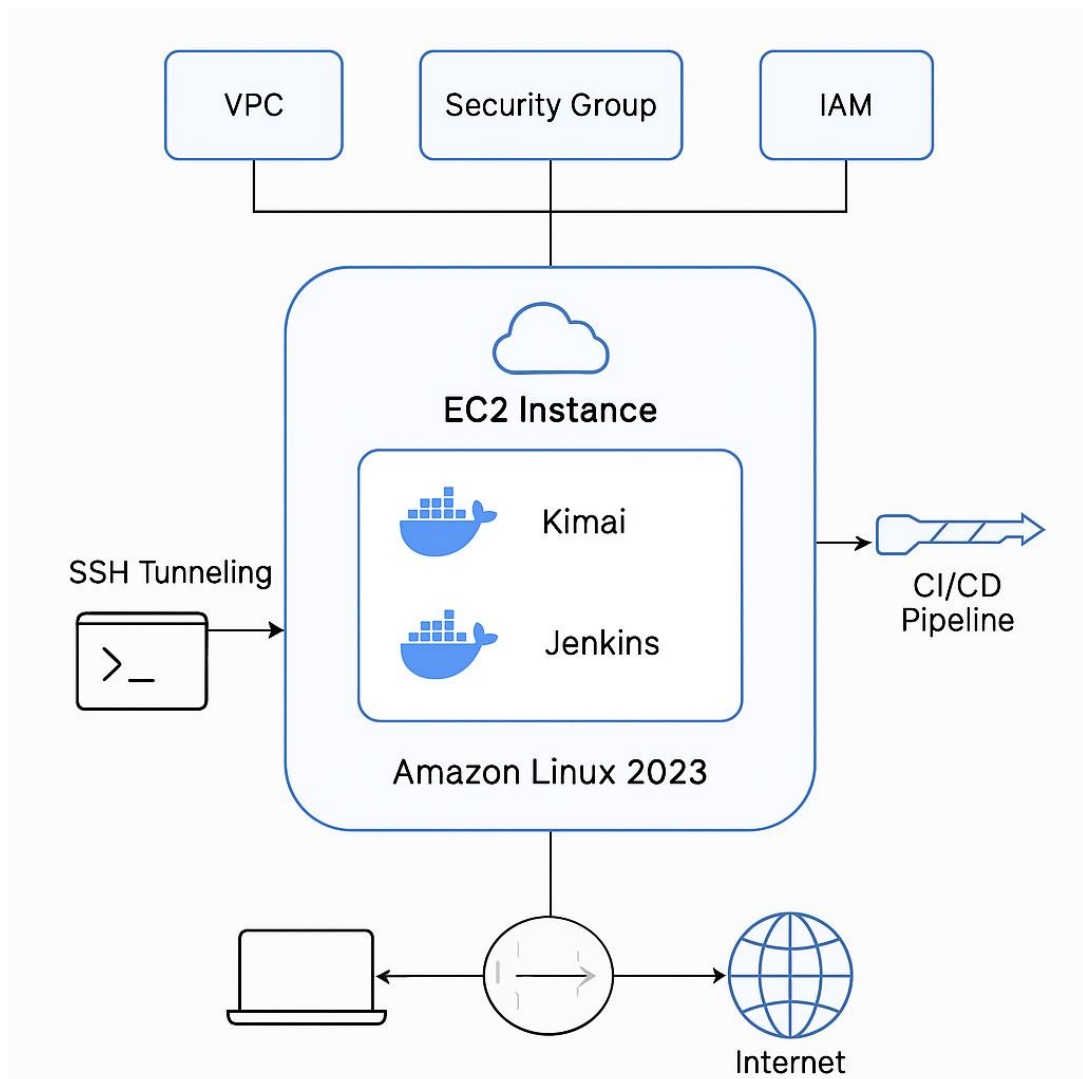 VPC
Security Group
IAM
EC2 Instance
Kimai
Jenkins
Amazon Linux 2023
SSH Tunneling
>_
CI/CD
Pipeline
Internet